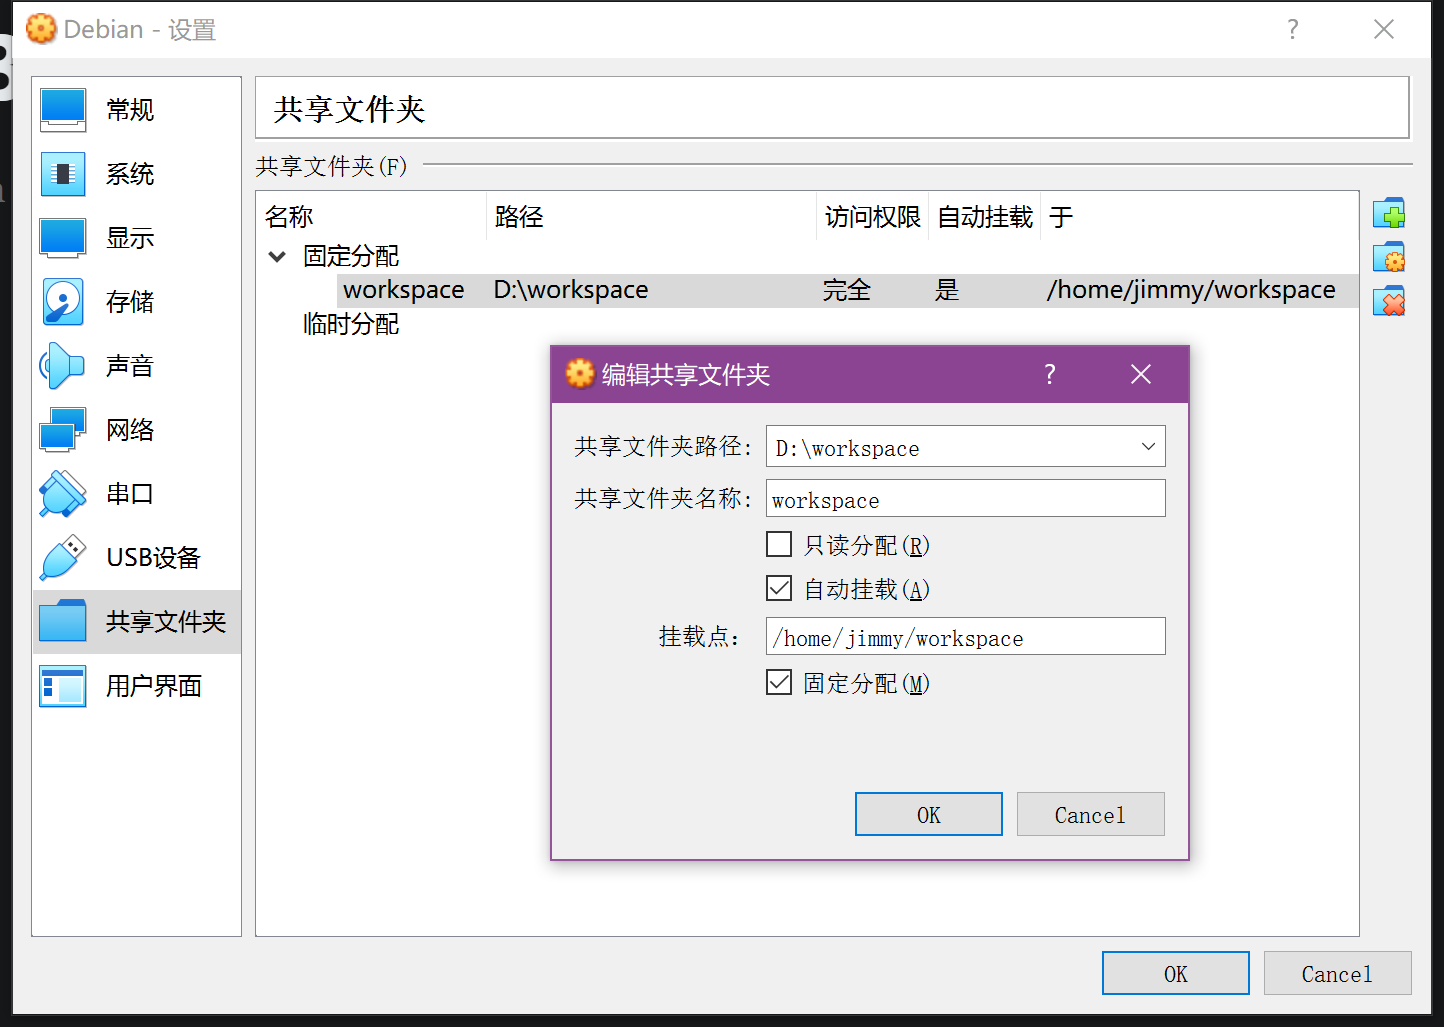 Debian - 设置
?
常规
系统
显示
存储
声音
网络
串口
USB设备
共享文件夹
用户界面
共享文件夹
共享文件夹(F)
名称 路径 访问权限 自动挂载 于
固定分配
workspace D:\workspace 完全 是 /home/jimmy/workspace
临时分配
编辑共享文件夹 ?
共享文件夹路径: D:\workspace
共享文件夹名称: workspace
只读分配(R)
自动挂载(A)
挂载点: /home/jimmy/workspace
固定分配(M)
OK Cancel
OK Cancel